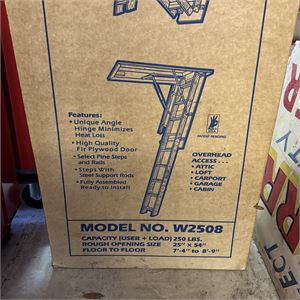 Features:
• Unique Angle
Hinge Minimizes
Heat Loss
• High Quality
Fir Plywood Door
• Select Pine Steps
and Rails
• Steps With
Steel Support Rods
• Fully Assembled
Ready to Install
PATENT PENDING
OVERHEAD
ACCESS . . .
• ATTIC
• LOFT
• CARPORT
• GARAGE
• CABIN
MODEL NO. W2508
CAPACITY (USER + LOAD) 250 LBS.
ROUGH OPENING SIZE 25" x 54"
FLOOR TO FLOOR 7'-4" to 8'-9"